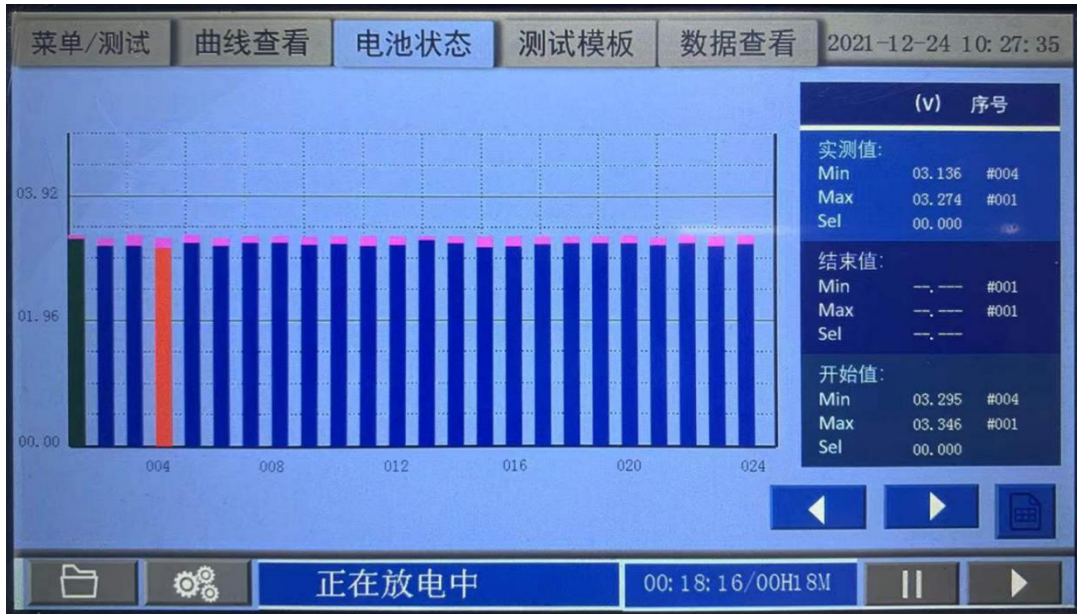 菜单/测试 曲线查看 电池状态 测试模板 数据查看 2021-12-24 10:27:35
(V) 序号
实测值:
Min 03.136 #004
Max 03.274 #001
Sel 00.000
结束值:
Min --.--- #001
Max --.--- #001
Sel --.---
开始值:
Min 03.295 #004
Max 03.346 #001
Sel 00.000
03.92
01.96
00.00
004 008 012 016 020 024
正在放电中 00:18:16/00H18M